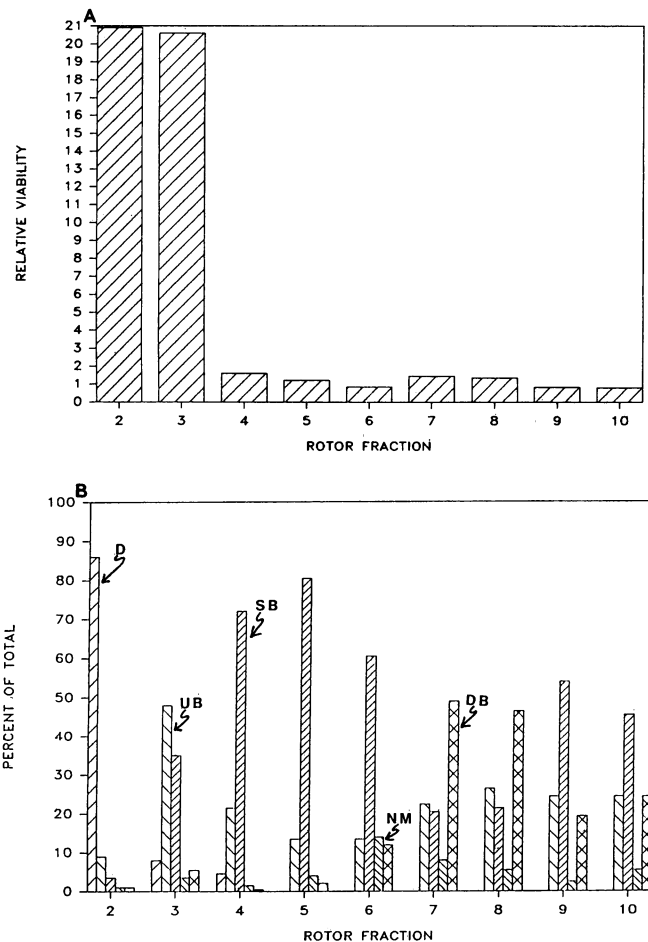 A
21
20
19
18
17
16
15
14
13
12
11
10
9
8
7
6
5
4
3
2
1
0
RELATIVE VIABILITY
2 3 4 5 6 7 8 9 10
ROTOR FRACTION
B
100
90
80
70
60
50
40
30
20
10
0
PERCENT OF TOTAL
D
SB
UB
DB
NM
2 3 4 5 6 7 8 9 10
ROTOR FRACTION